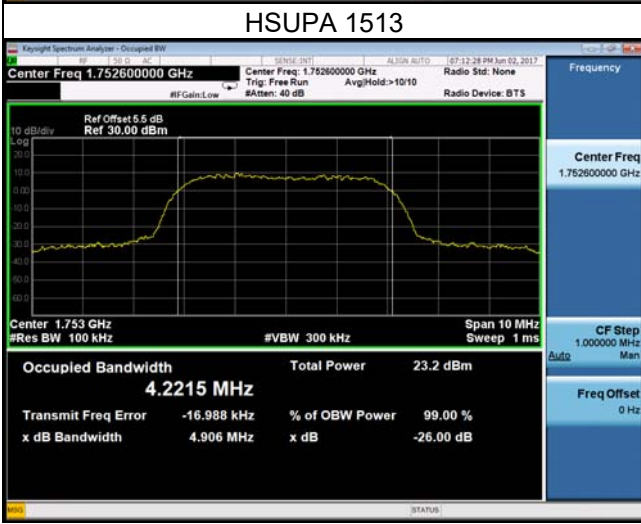 HSUPA 1513
Keysight Spectrum Analyzer - Occupied BW
RF 50 Ω AC SENSE:INT ALIGN AUTO 07:12:28 PM Jun 02, 2017
Center Freq 1.752600000 GHz Center Freq: 1.752600000 GHz Radio Std: None Frequency
Trig: Free Run Avg|Hold:>10/10
#IFGain:Low #Atten: 40 dB Radio Device: BTS
Ref Offset 5.5 dB
10 dB/div Ref 30.00 dBm
Log
20.0
10.0
0.00
Center Freq
1.752600000 GHz
Center 1.753 GHz Span 10 MHz
#Res BW 100 kHz #VBW 300 kHz Sweep 1 ms
CF Step
1.000000 MHz
Auto Man
Occupied Bandwidth Total Power 23.2 dBm
4.2215 MHz
Freq Offset
0 Hz
Transmit Freq Error -16.988 kHz % of OBW Power 99.00 %
x dB Bandwidth 4.906 MHz x dB -26.00 dB
MSG STATUS